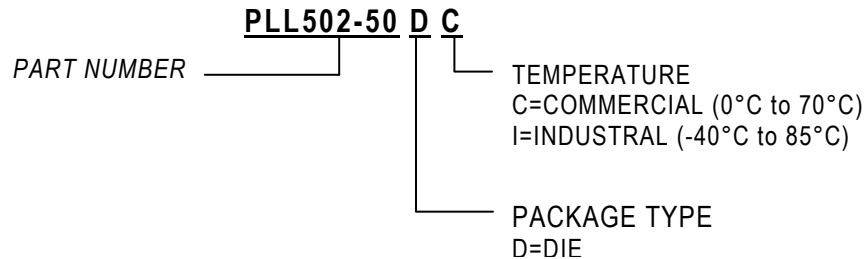 PLL502-50 D C
PART NUMBER
TEMPERATURE
C=COMMERCIAL (0°C to 70°C)
I=INDUSTRAL (-40°C to 85°C)
PACKAGE TYPE
D=DIE